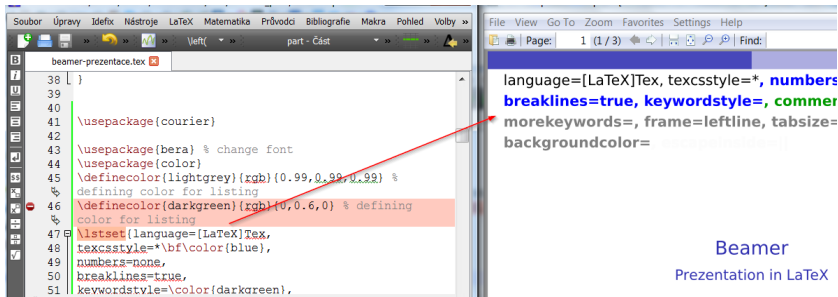 Soubor Úpravy Idefix Nástroje LaTeX Matematika Průvodci Bibliografie Makra Pohled Volby »
» » » \left( » part - Část » » »
beamer-prezentace.tex
38 }
39
40
41 \usepackage{courier}
42
43 \usepackage{bera} % change font
44 \usepackage{color}
45 \definecolor{lightgrey}{rgb}{0.99,0.99,0.99} %
defining color for listing
46 \definecolor{darkgreen}{rgb}{0,0.6,0} % defining
color for listing
47 \lstset{language=[LaTeX]Tex,
48 texcsstyle=*\bf\color{blue},
49 numbers=none,
50 breaklines=true,
51 keywordstyle=\color{darkgreen},
File View Go To Zoom Favorites Settings Help
Page: 1 (1 / 3) Find:
language=[LaTeX]Tex, texcsstyle=*, numbers
breaklines=true, keywordstyle=, commen
morekeywords=, frame=leftline, tabsize=
backgroundcolor=
Beamer
Prezentation in LaTeX